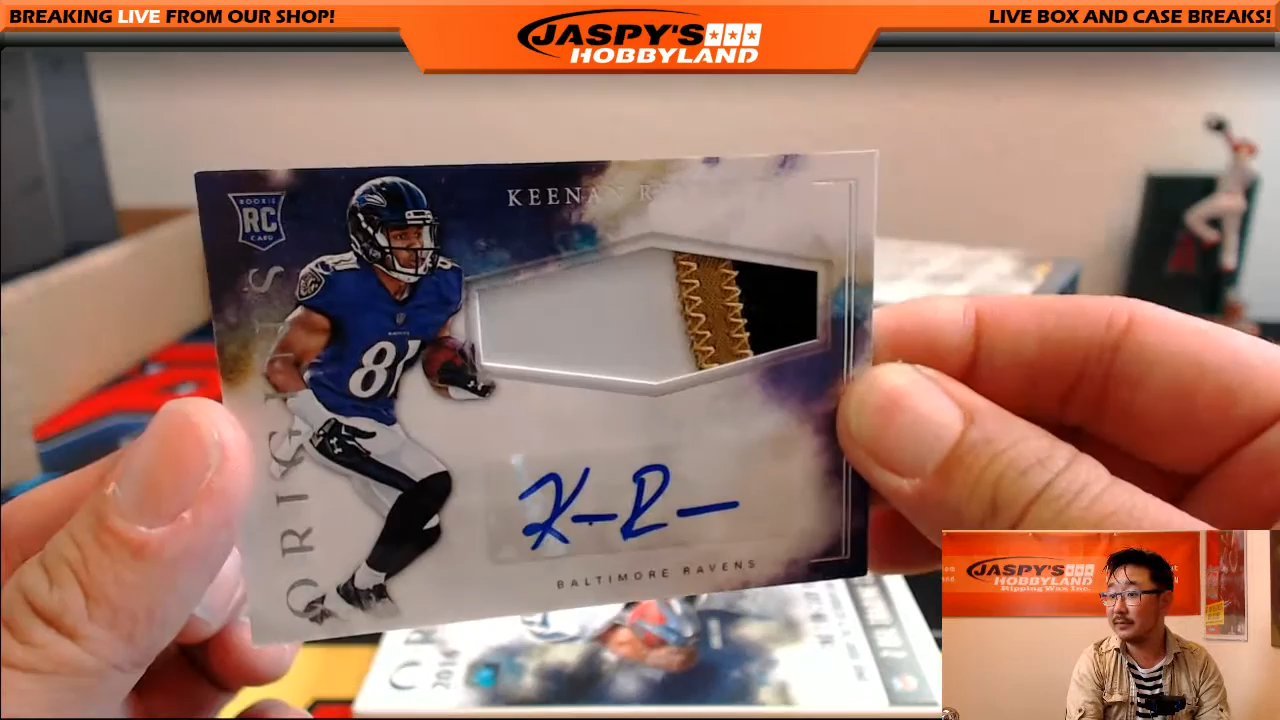 BREAKING LIVE FROM OUR SHOP!
JASPY'S
HOBBYLAND
LIVE BOX AND CASE BREAKS!
ROOKIE
RC
CARD
KEENAN R
ORIGINS
81
81
BALTIMORE RAVENS
JASPY'S
HOBBYLAND
Ripping Wax Inc.